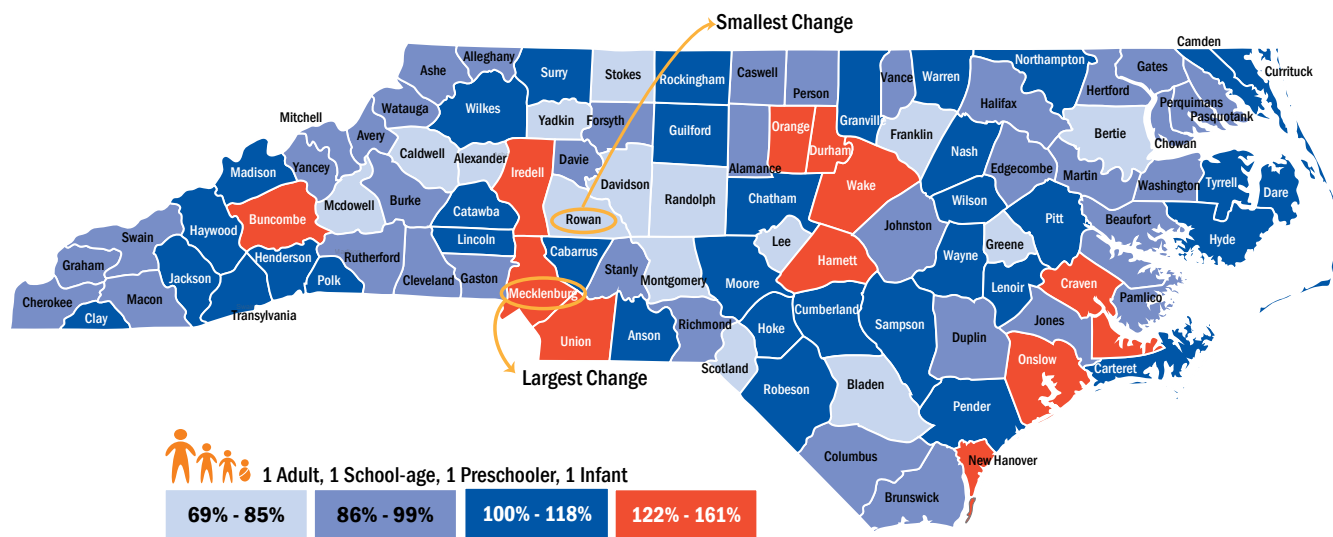 Smallest Change
Alleghany
Ashe
Surry
Stokes
Rockingham
Caswell
Person
Vance
Warren
Northampton
Gates
Camden
Currituck
Hertford
Halifax
Granville
Watauga
Wilkes
Yadkin
Forsyth
Guilford
Orange
Durham
Franklin
Perquimans
Pasquotank
Bertie
Chowan
Mitchell
Avery
Caldwell
Alexander
Iredell
Davie
Alamance
Nash
Edgecombe
Martin
Washington
Tyrrell
Dare
Madison
Yancey
Davidson
Wake
Mcdowell
Burke
Catawba
Rowan
Randolph
Chatham
Wilson
Pitt
Beaufort
Hyde
Buncombe
Haywood
Swain
Lincoln
Cabarrus
Lee
Johnston
Greene
Wayne
Graham
Jackson
Henderson
Rutherford
Polk
Cleveland
Gaston
Stanly
Montgomery
Moore
Harnett
Lenoir
Craven
Pamlico
Cherokee
Macon
Clay
Transylvania
Mecklenburg
Cumberland
Sampson
Jones
Union
Anson
Richmond
Hoke
Duplin
Onslow
Carteret
Scotland
Largest Change
Robeson
Bladen
Pender
Columbus
New Hanover
Brunswick
1 Adult, 1 School-age, 1 Preschooler, 1 Infant
69% - 85%
86% - 99%
100% - 118%
122% - 161%